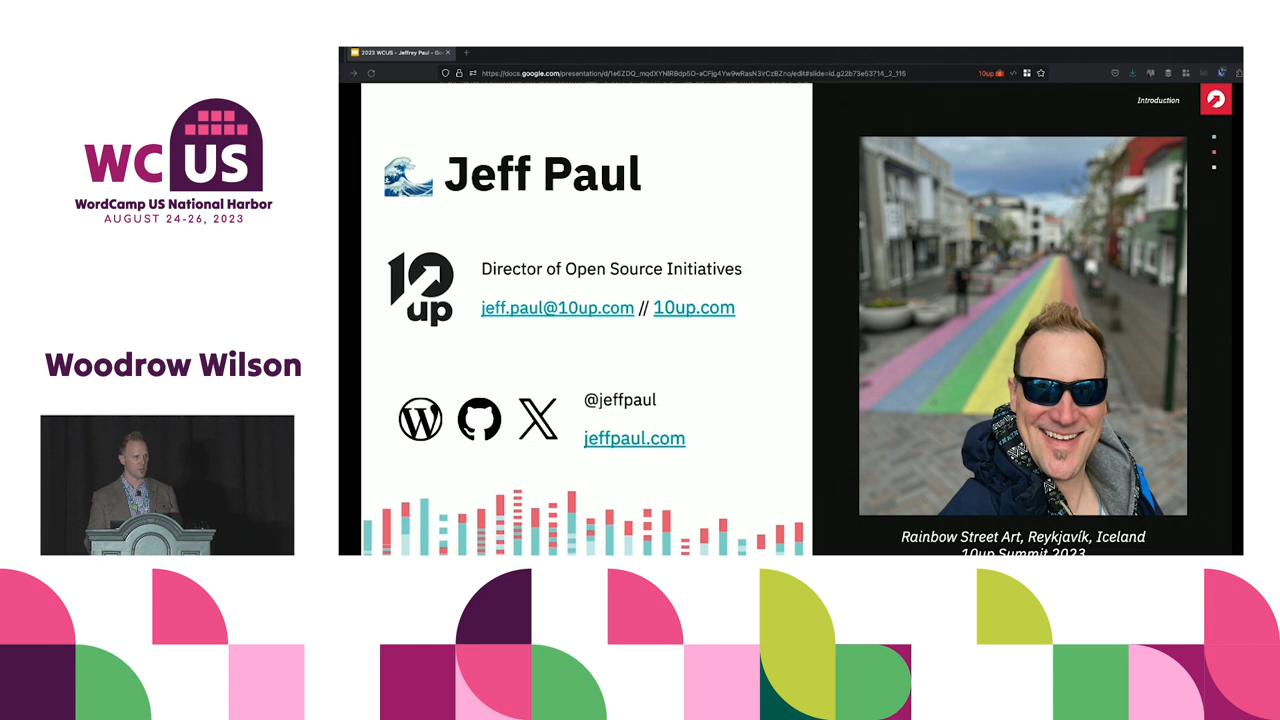 WC US
WordCamp US National Harbor
AUGUST 24-26, 2023
Woodrow Wilson
2023 WCUS - Jeffrey Paul - Goo
Introduction
Jeff Paul
10up
Director of Open Source Initiatives
jeff.paul@10up.com // 10up.com
@jeffpaul
jeffpaul.com
Rainbow Street Art, Reykjavík, Iceland
10up Summit 2023
10up